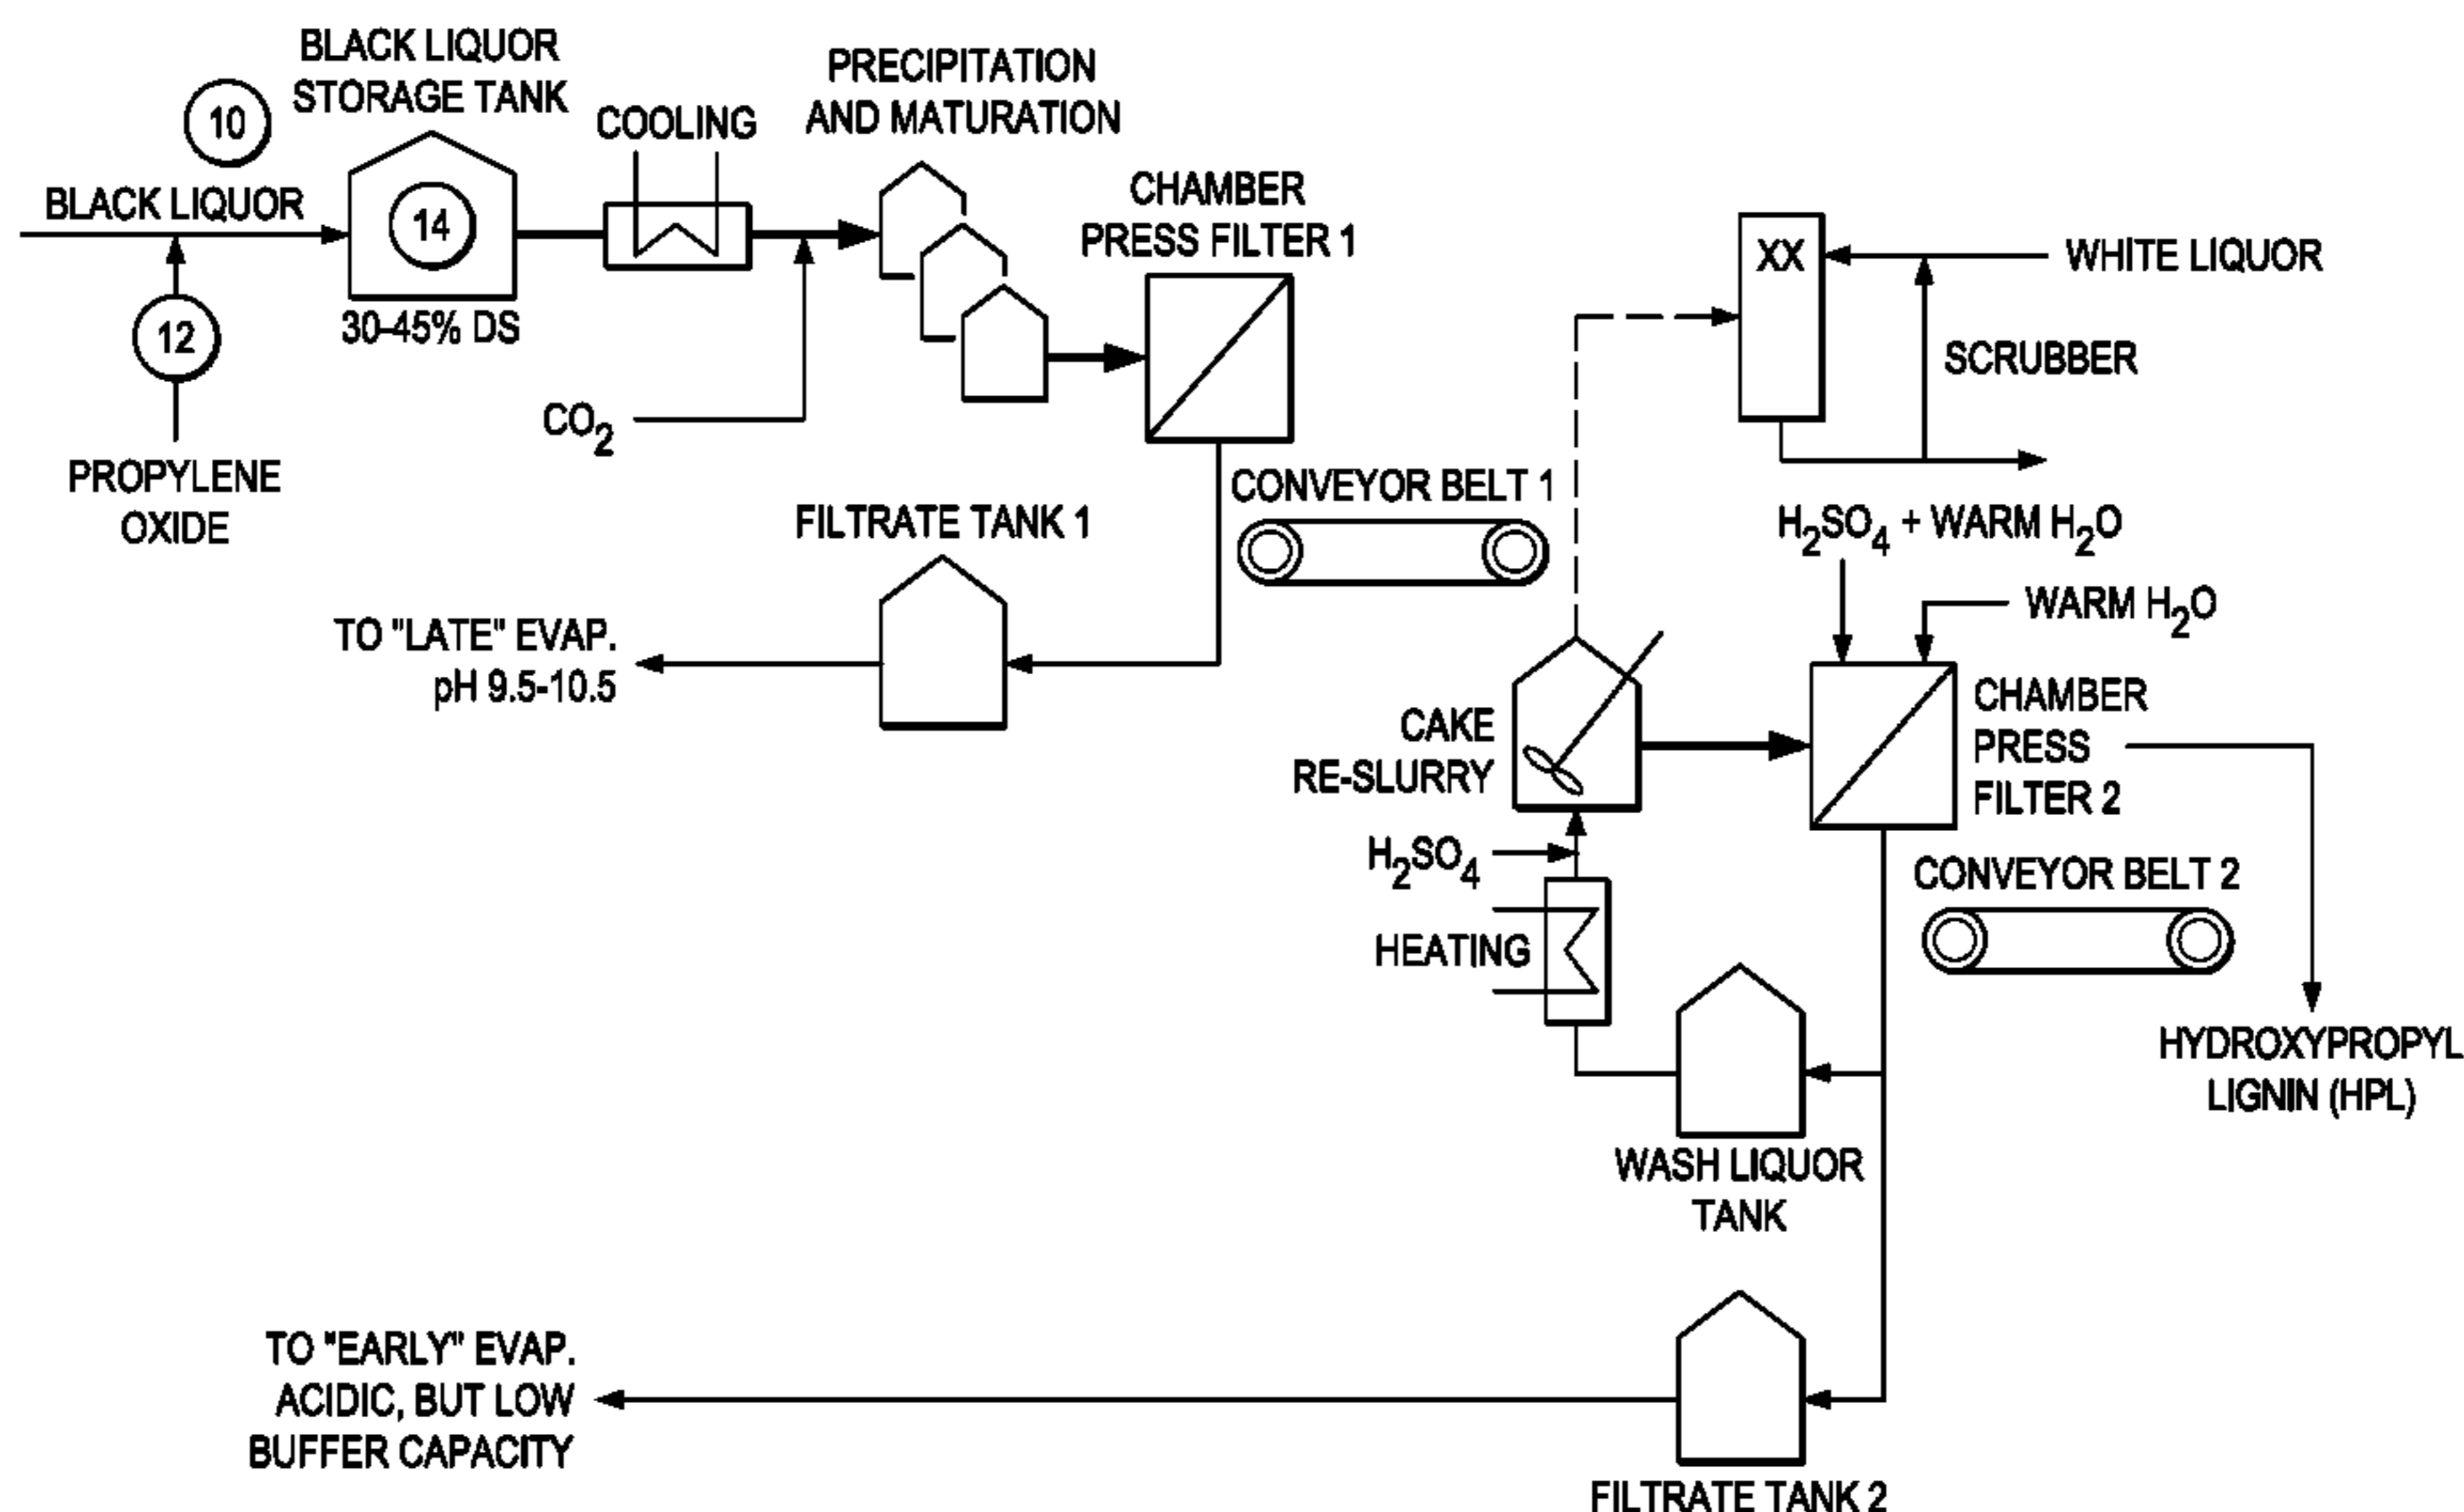 BLACK LIQUOR
STORAGE TANK
10
BLACK LIQUOR
14
30-45% DS
12
PROPYLENE
OXIDE
COOLING
CO2
PRECIPITATION
AND MATURATION
CHAMBER
PRESS FILTER 1
CONVEYOR BELT 1
FILTRATE TANK 1
TO "LATE" EVAP.
pH 9.5-10.5
XX
WHITE LIQUOR
SCRUBBER
H2SO4 + WARM H2O
WARM H2O
CAKE
RE-SLURRY
CHAMBER
PRESS
FILTER 2
H2SO4
HEATING
CONVEYOR BELT 2
HYDROXYPROPYL
LIGNIN (HPL)
WASH LIQUOR
TANK
TO "EARLY" EVAP.
ACIDIC, BUT LOW
BUFFER CAPACITY
FILTRATE TANK 2